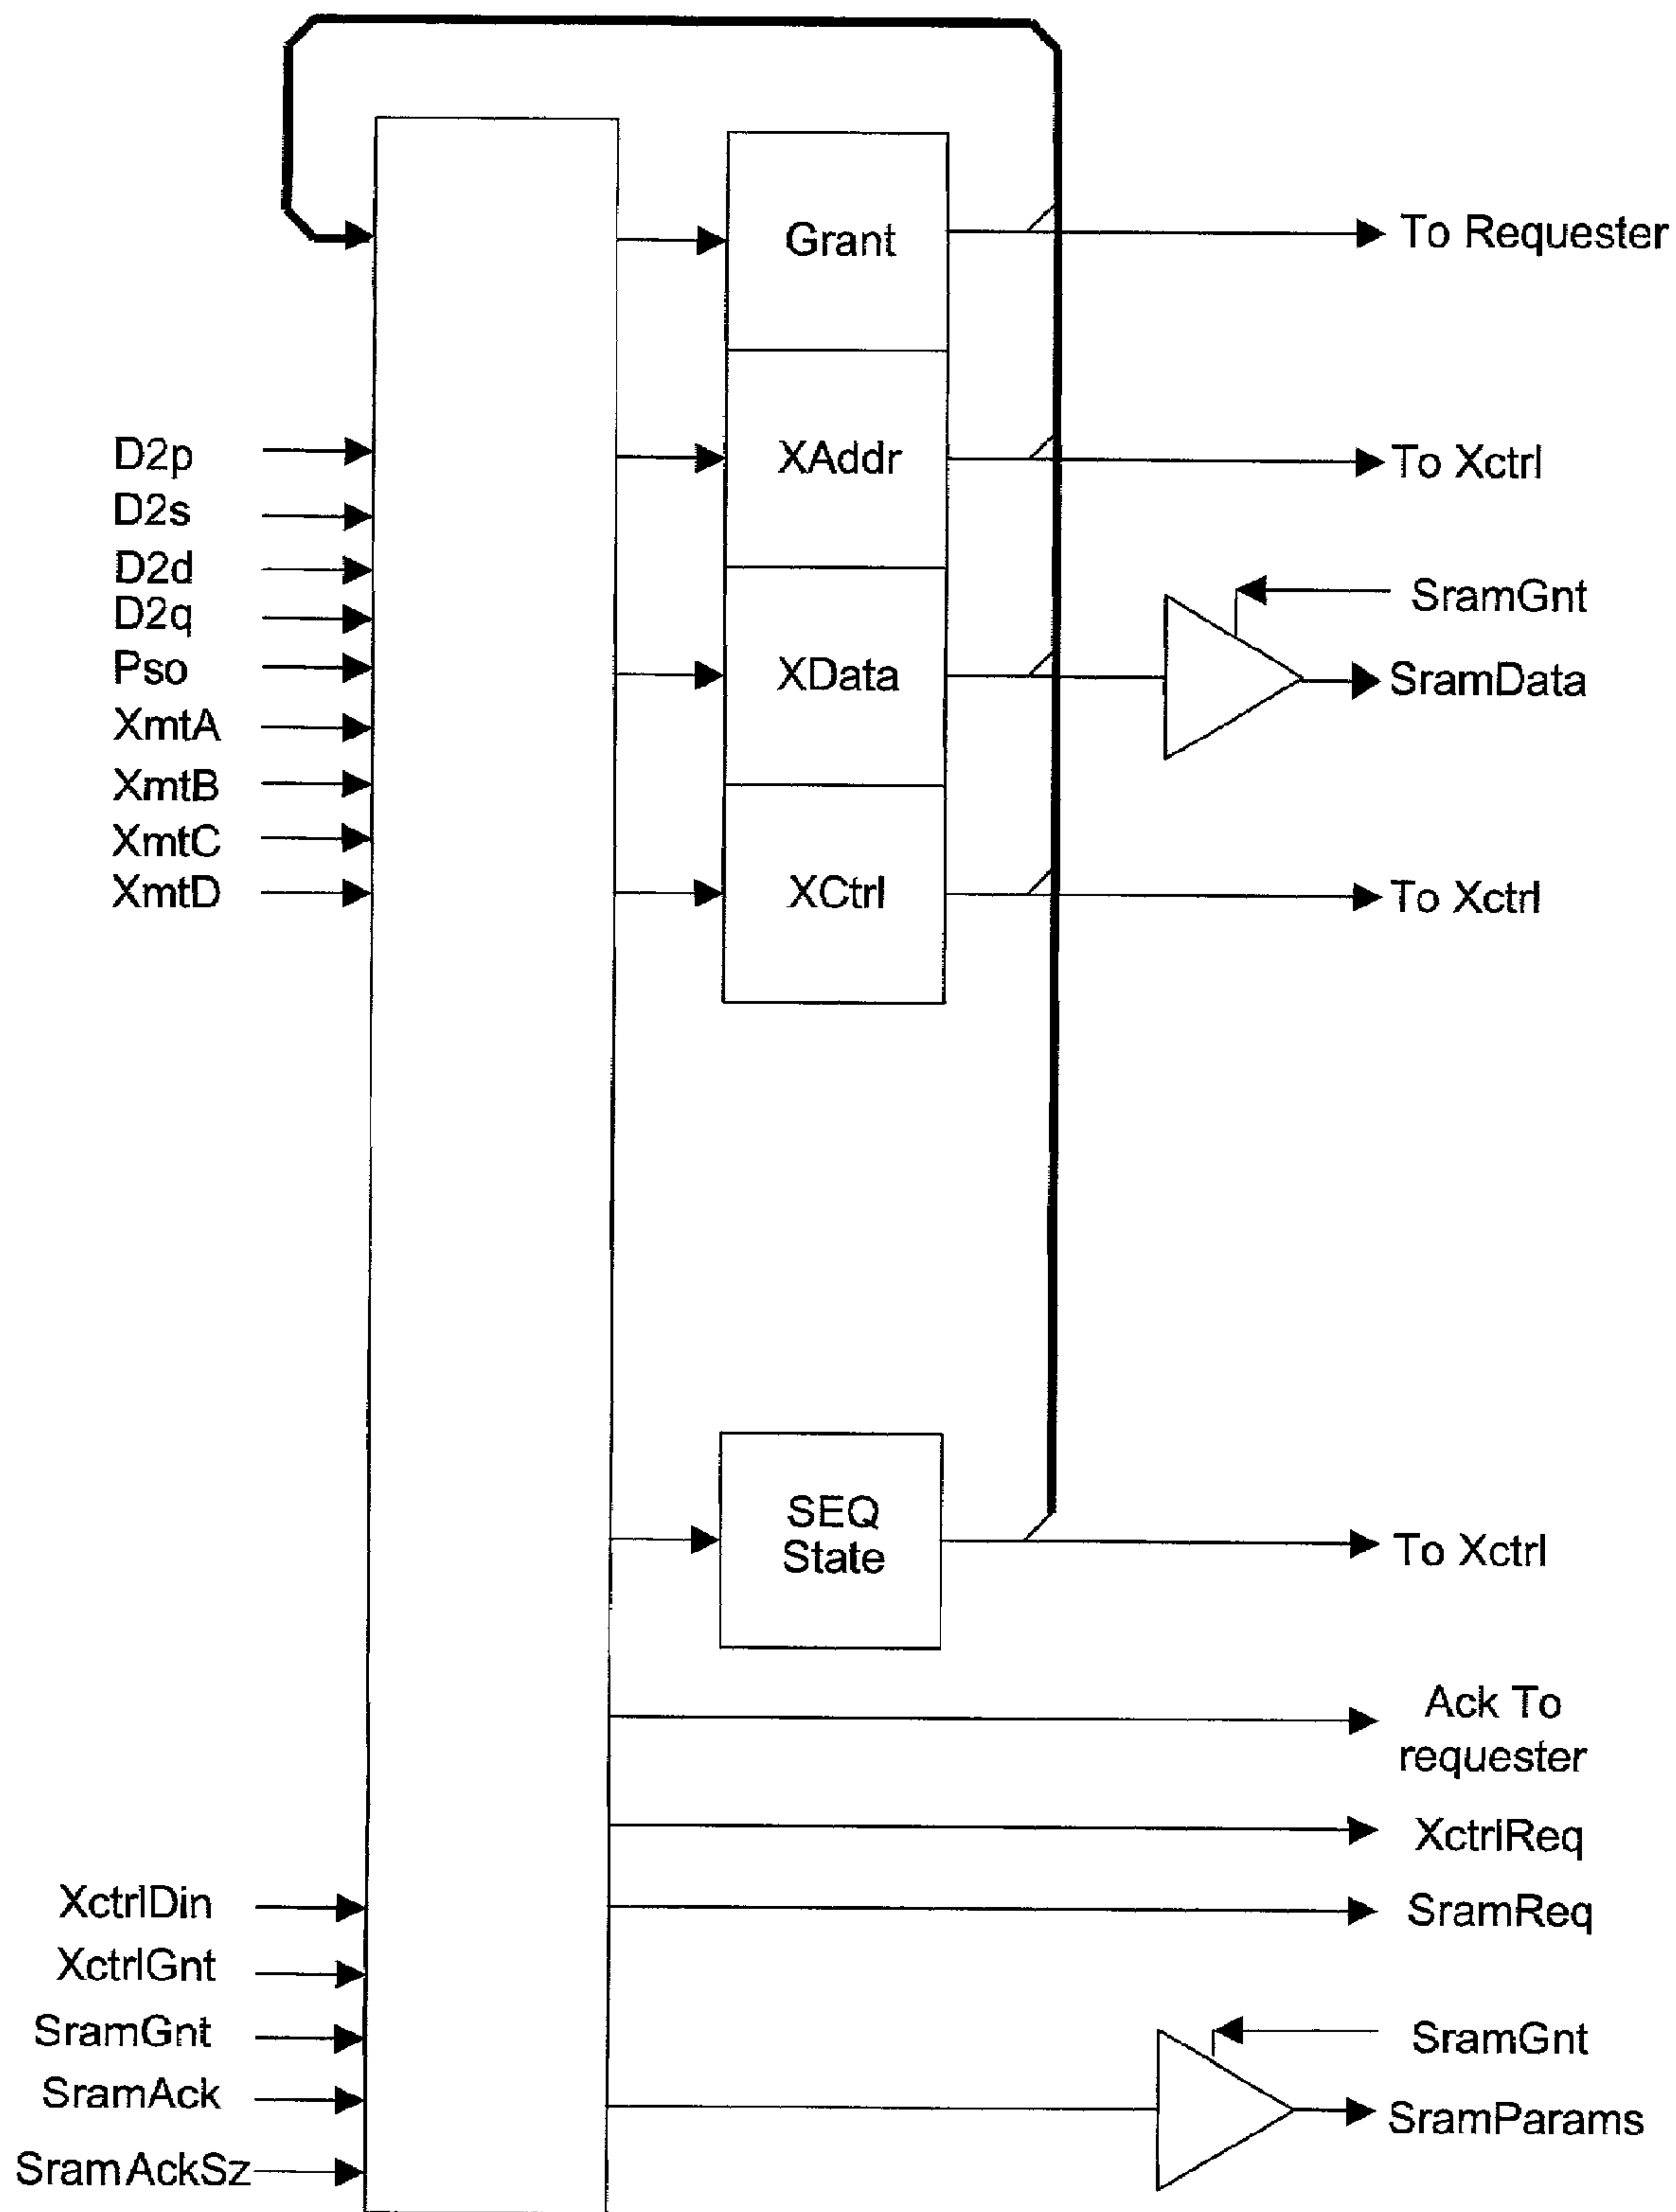 Grant
To Requester
D2p
XAddr
To Xctrl
D2s
D2d
D2q
SramGnt
Pso
XData
SramData
XmtA
XmtB
XmtC
XmtD
XCtrl
To Xctrl
SEQ
State
To Xctrl
Ack To
requester
XctrlReq
XctrlDin
SramReq
XctrlGnt
SramGnt
SramGnt
SramAck
SramParams
SramAckSz